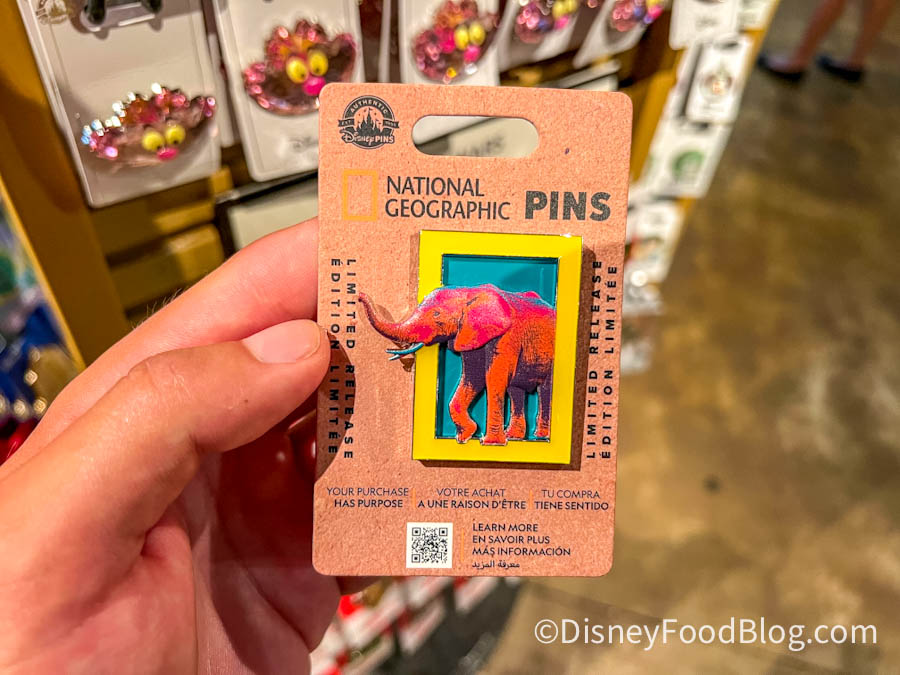 AUTHENTIC
Disney PINS
NATIONAL
GEOGRAPHIC
PINS
LIMITED RELEASE
ÉDITION LIMITÉE
LIMITED RELEASE
ÉDITION LIMITÉE
YOUR PURCHASE
HAS PURPOSE
VOTRE ACHAT
A UNE RAISON D'ÊTRE
TU COMPRA
TIENE SENTIDO
LEARN MORE
EN SAVOIR PLUS
MÁS INFORMACIÓN
معرفة المزيد
©DisneyFoodBlog.com